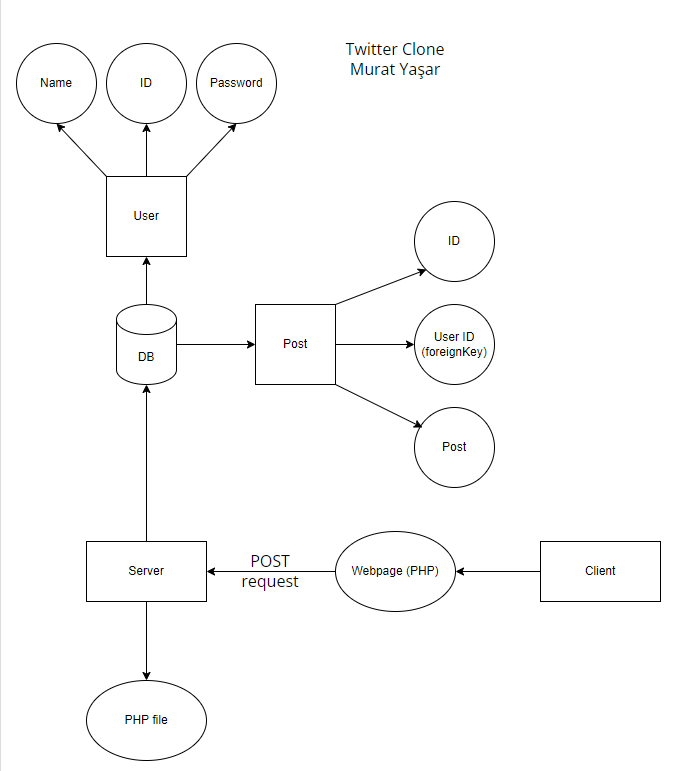 Twitter Clone
Murat Yaşar
Name
ID
Password
User
ID
DB
Post
User ID
(foreignKey)
Post
Server
POST
request
Webpage (PHP)
Client
PHP file